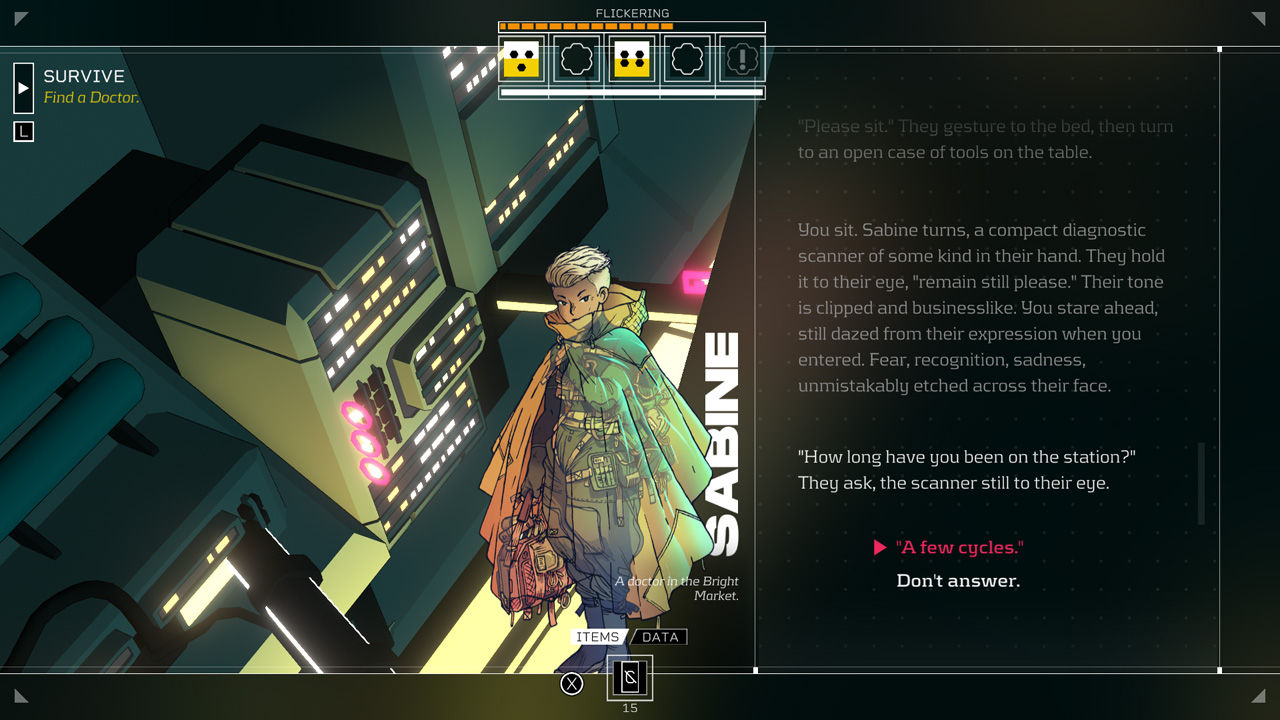 FLICKERING
SURVIVE
Find a Doctor.
L
"Please sit." They gesture to the bed, then turn
to an open case of tools on the table.
You sit. Sabine turns, a compact diagnostic
scanner of some kind in their hand. They hold
it to their eye, "remain still please." Their tone
is clipped and businesslike. You stare ahead,
still dazed from their expression when you
entered. Fear, recognition, sadness,
unmistakably etched across their face.
"How long have you been on the station?"
They ask, the scanner still to their eye.
"A few cycles."
Don't answer.
SABINE
A doctor in the Bright
Market.
ITEMS / DATA
X
15